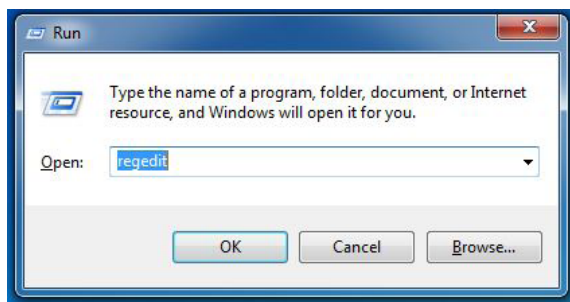 Run
Type the name of a program, folder, document, or Internet
resource, and Windows will open it for you.
Open: regedit
OK Cancel Browse...